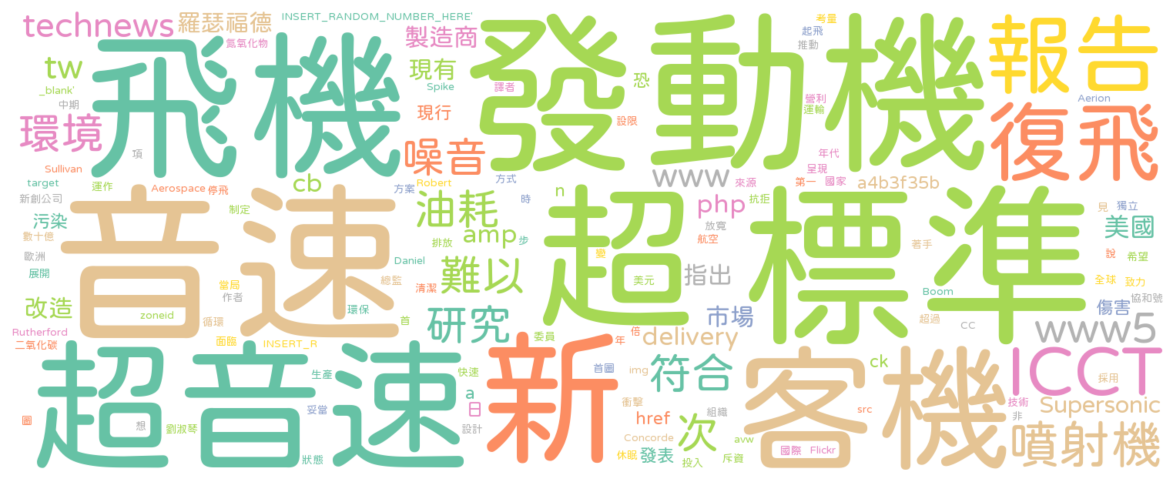 technews
羅瑟福德
INSERT_RANDOM_NUMBER_HERE'
氮氧化物
製造商
考量
起飛
推動
飛機
發動機
報告
tw
_blank'
中期
現有
Spike
譯者
恐
Aerion
環境
現行
設限
營利
運輸
復飛
噪音
頂
年代
呈現
Sullivan
target
運作
Aerospace
停飛
cb
方案
Robert
方式
時
www
來源
第一
國家
a4b3f35b
新創公司
制定
油耗
n
php
抗拒
見
獨立
污染
音速
amp
步
超
標準
放寬
航空
美國
數十億
排放
著手
說
希望
歐洲
展開
Daniel
總監
清潔
難以
變
美元
指出
全球
致力
當局
作者
改造
環保
Boom
協和號
zoneid
循環
首
研究
市場
超過
傷害
Rutherford
二氧化碳
面臨
INSERT_R
委員
倍
年
delivery
cc
www5
超音速
生產
快速
新
首圖
img
符合
客機
ck
ICCT
採用
妥當
a
日
衝擊
href
組織
src
技術
非
Supersonic
圖
想
劉淑琴
設計
Concorde
次
avw
國際
Flickr
噴射機
狀態
休眠
發表
投入
斥資